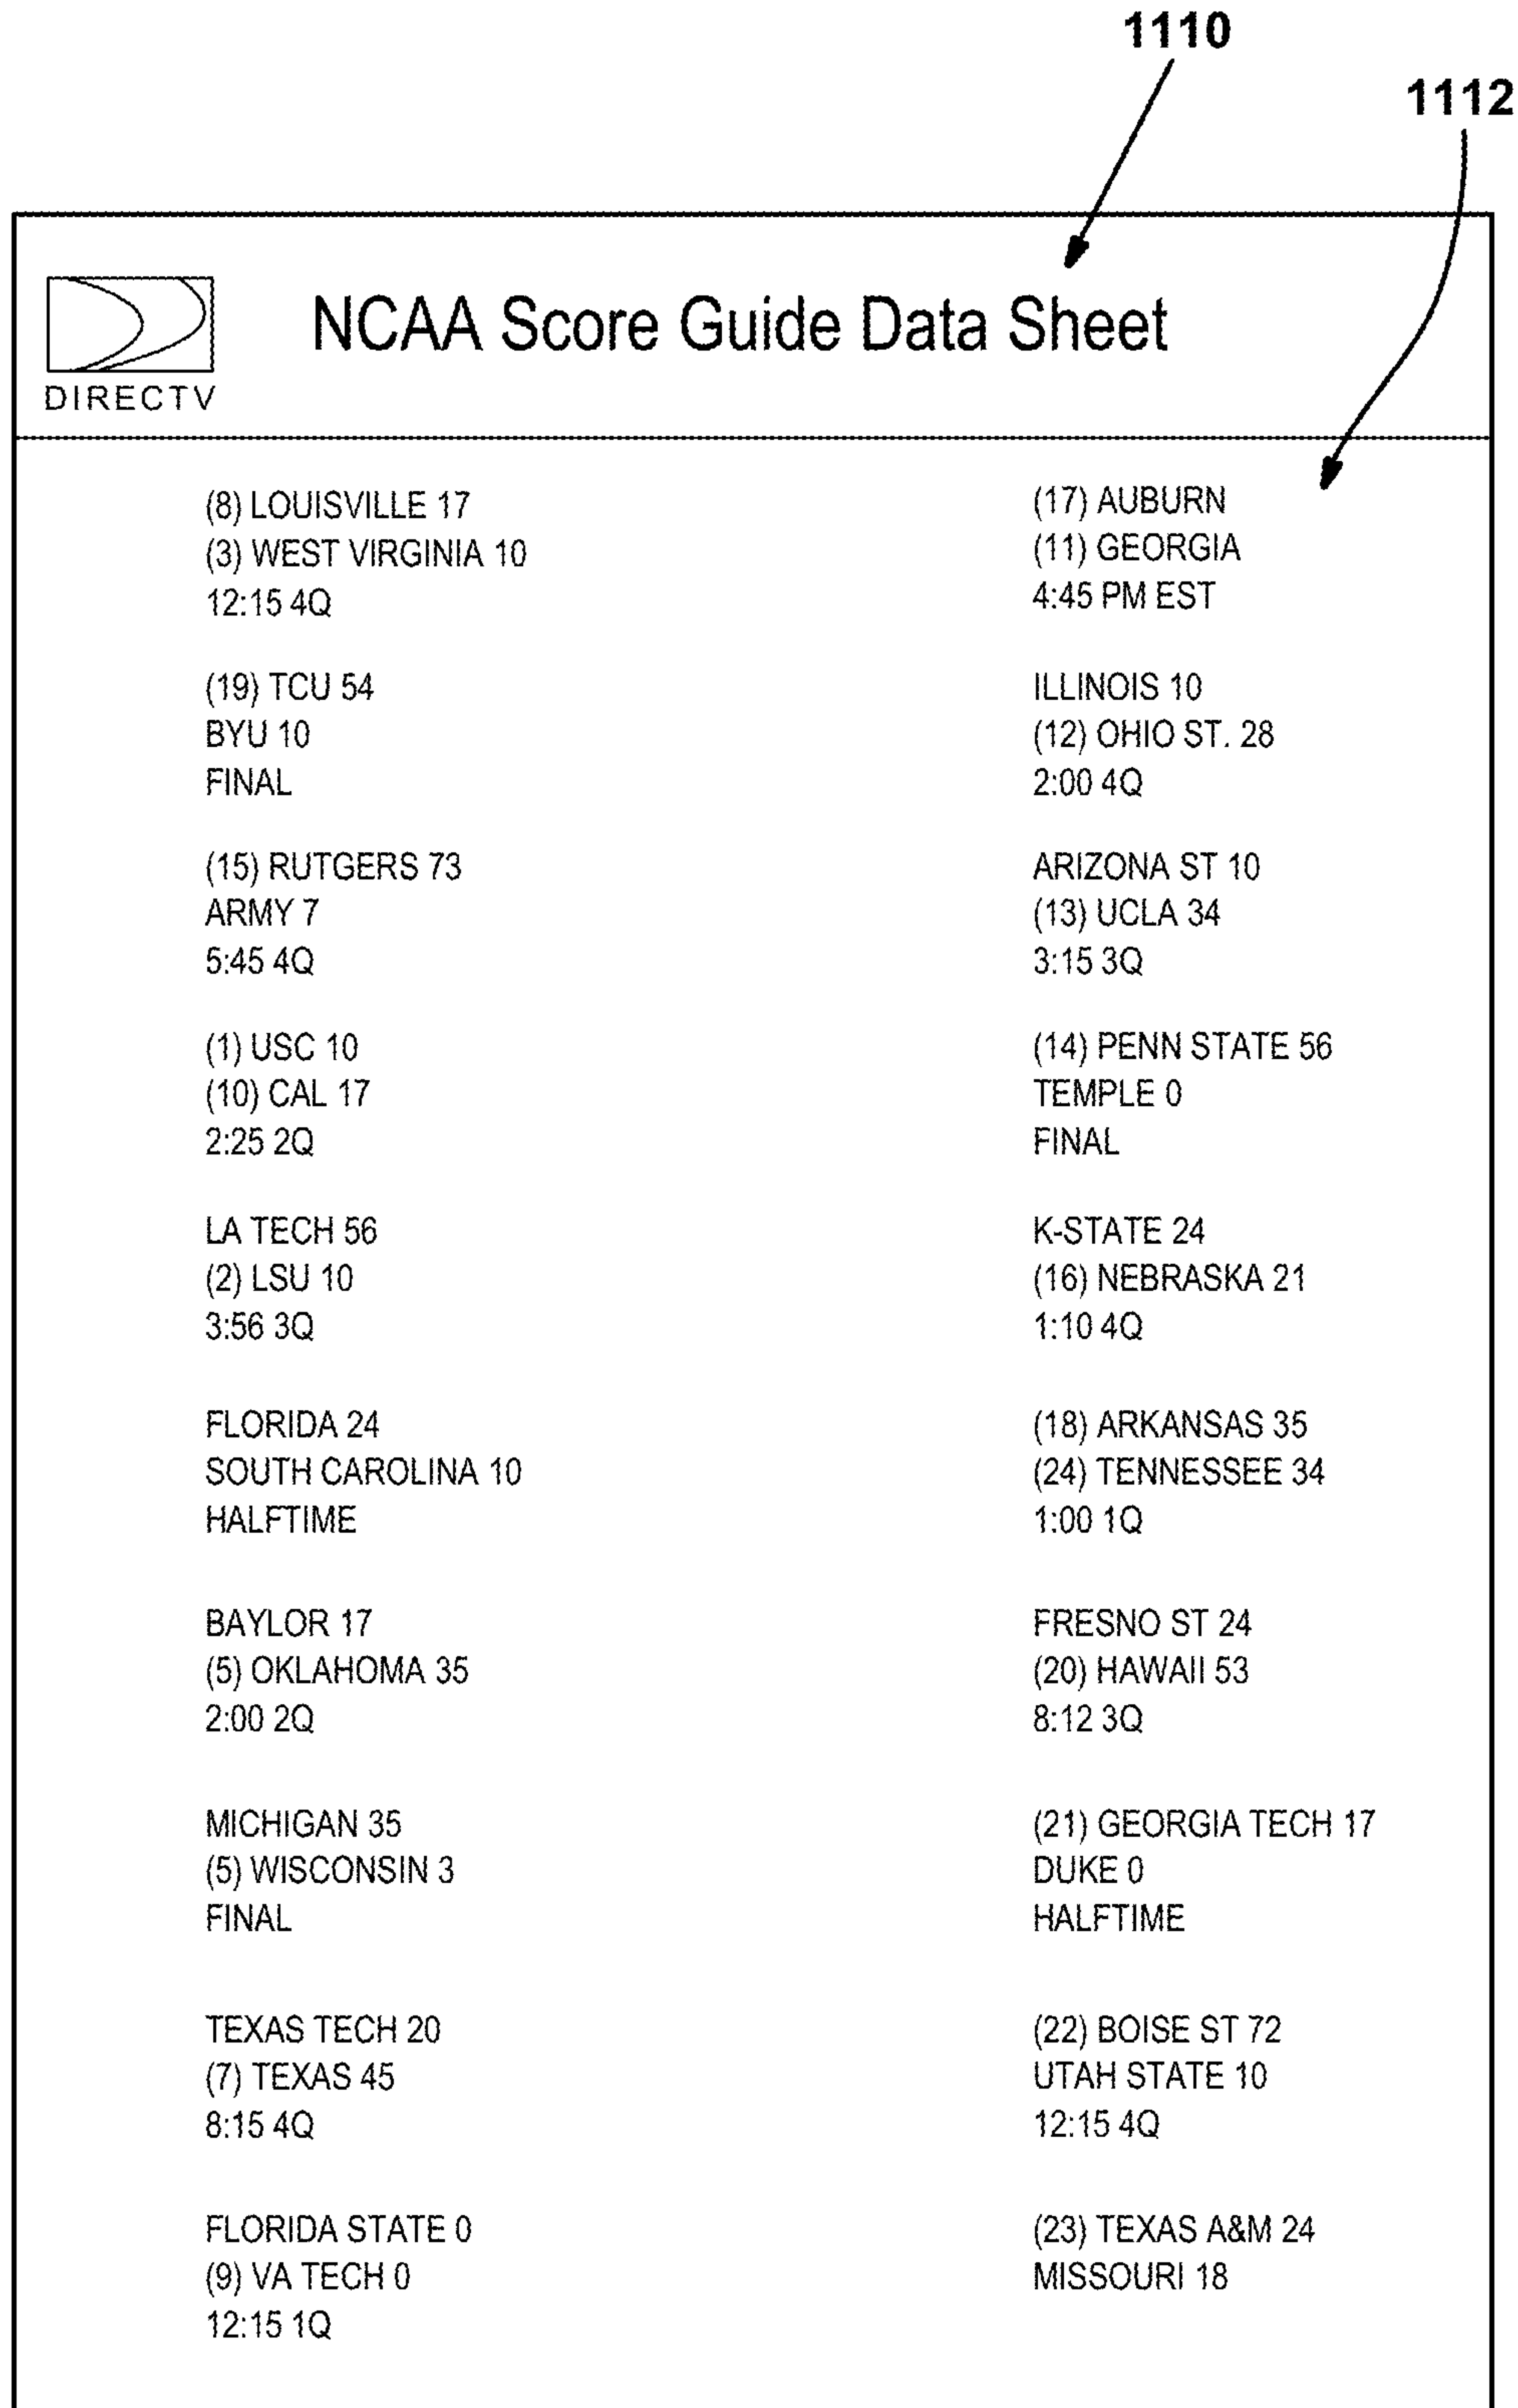 1110
1112
DIRECTV
NCAA Score Guide Data Sheet
(8) LOUISVILLE 17
(3) WEST VIRGINIA 10
12:15 4Q
(19) TCU 54
BYU 10
FINAL
(15) RUTGERS 73
ARMY 7
5:45 4Q
(1) USC 10
(10) CAL 17
2:25 2Q
LA TECH 56
(2) LSU 10
3:56 3Q
FLORIDA 24
SOUTH CAROLINA 10
HALFTIME
BAYLOR 17
(5) OKLAHOMA 35
2:00 2Q
MICHIGAN 35
(5) WISCONSIN 3
FINAL
TEXAS TECH 20
(7) TEXAS 45
8:15 4Q
FLORIDA STATE 0
(9) VA TECH 0
12:15 1Q
(17) AUBURN
(11) GEORGIA
4:45 PM EST
ILLINOIS 10
(12) OHIO ST. 28
2:00 4Q
ARIZONA ST 10
(13) UCLA 34
3:15 3Q
(14) PENN STATE 56
TEMPLE 0
FINAL
K-STATE 24
(16) NEBRASKA 21
1:10 4Q
(18) ARKANSAS 35
(24) TENNESSEE 34
1:00 1Q
FRESNO ST 24
(20) HAWAII 53
8:12 3Q
(21) GEORGIA TECH 17
DUKE 0
HALFTIME
(22) BOISE ST 72
UTAH STATE 10
12:15 4Q
(23) TEXAS A&M 24
MISSOURI 18